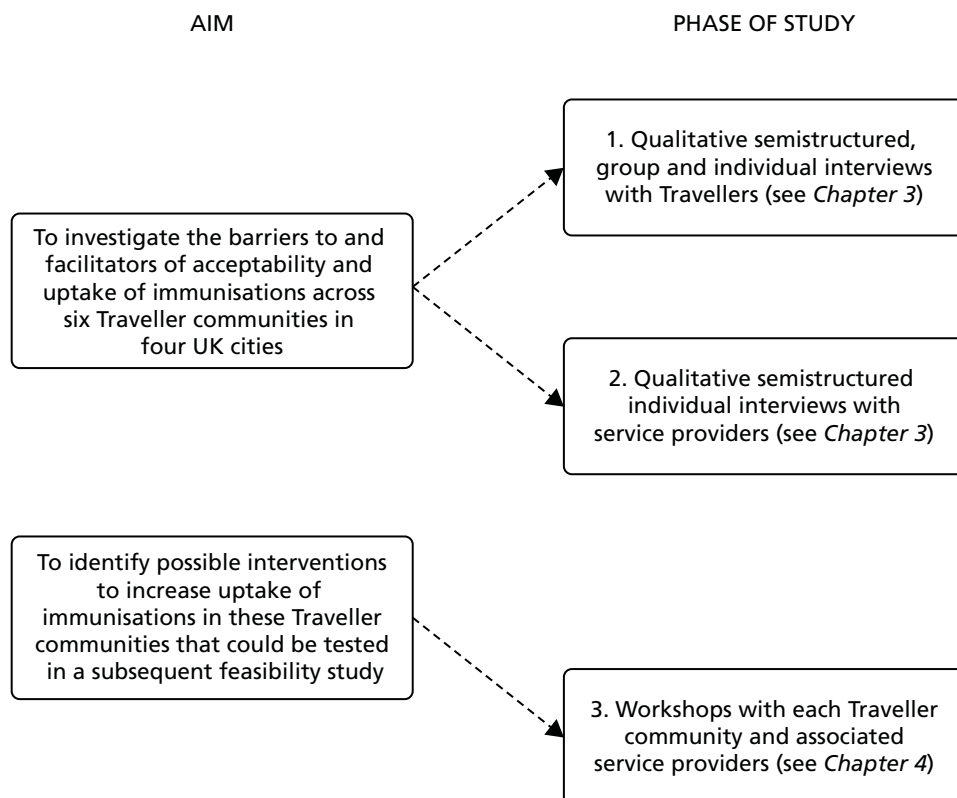 AIM
PHASE OF STUDY
1. Qualitative semistructured,
group and individual interviews
with Travellers (see Chapter 3)
To investigate the barriers to and
facilitators of acceptability and
uptake of immunisations across
six Traveller communities in
four UK cities
2. Qualitative semistructured
individual interviews with
service providers (see Chapter 3)
To identify possible interventions
to increase uptake of
immunisations in these Traveller
communities that could be tested
in a subsequent feasibility study
3. Workshops with each Traveller
community and associated
service providers (see Chapter 4)